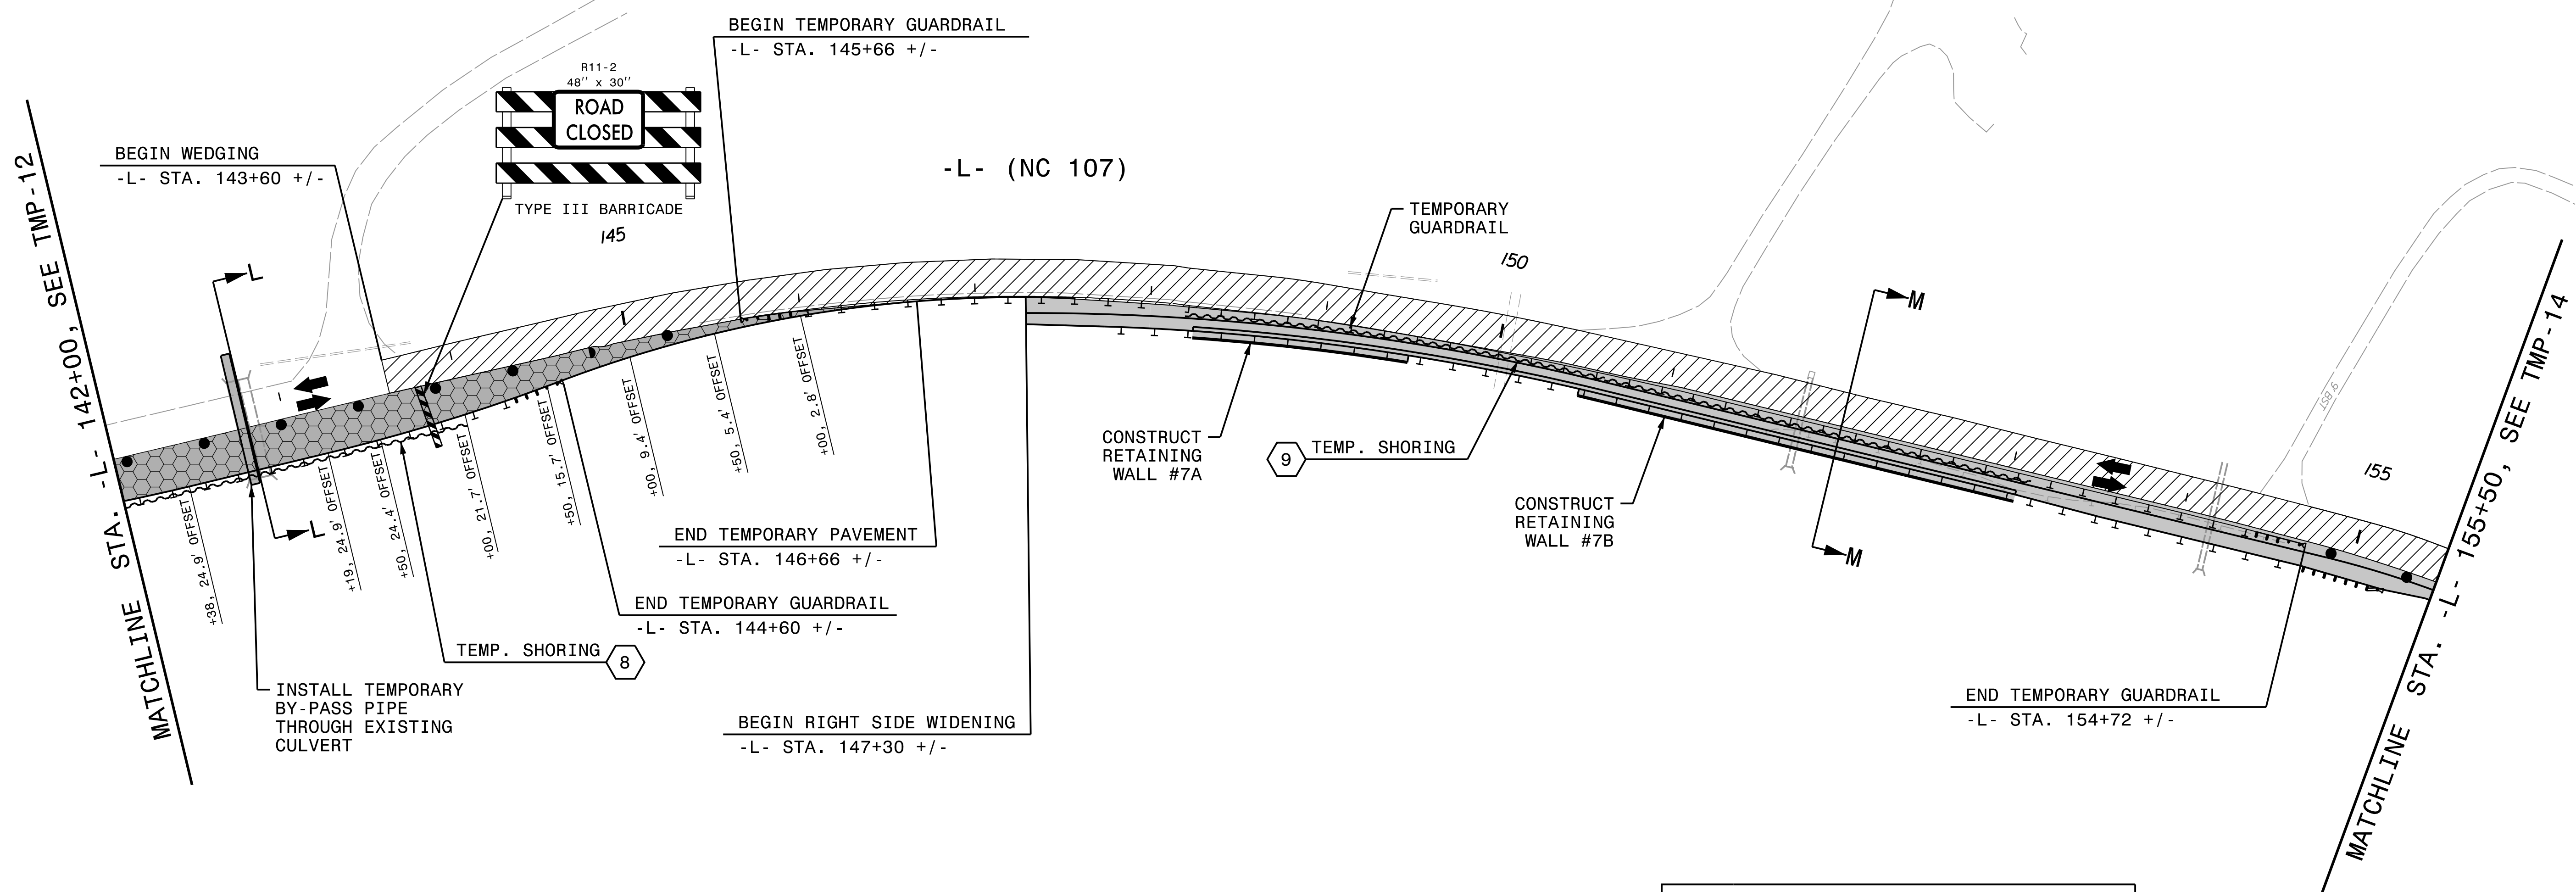 BEGIN TEMPORARY GUARDRAIL
-L- STA. 145+66 +/-
R11-2
48" x 30"
ROAD
CLOSED
TYPE III BARRICADE
145
BEGIN WEDGING
-L- STA. 143+60 +/-
-L- (NC 107)
TEMPORARY
GUARDRAIL
150
MATCHLINE STA. -L- 142+00, SEE TMP-12
L
L
M
M
155
6' BST
MATCHLINE STA. -L- 155+50, SEE TMP-14
+38, 24.9' OFFSET
+19, 24.9' OFFSET
+50, 24.4' OFFSET
+00, 21.7' OFFSET
+50, 15.7' OFFSET
+00, 9.4' OFFSET
+50, 5.4' OFFSET
+00, 2.8' OFFSET
CONSTRUCT
RETAINING
WALL #7A
9 TEMP. SHORING
CONSTRUCT
RETAINING
WALL #7B
END TEMPORARY PAVEMENT
-L- STA. 146+66 +/-
END TEMPORARY GUARDRAIL
-L- STA. 144+60 +/-
TEMP. SHORING 8
INSTALL TEMPORARY
BY-PASS PIPE
THROUGH EXISTING
CULVERT
BEGIN RIGHT SIDE WIDENING
-L- STA. 147+30 +/-
END TEMPORARY GUARDRAIL
-L- STA. 154+72 +/-